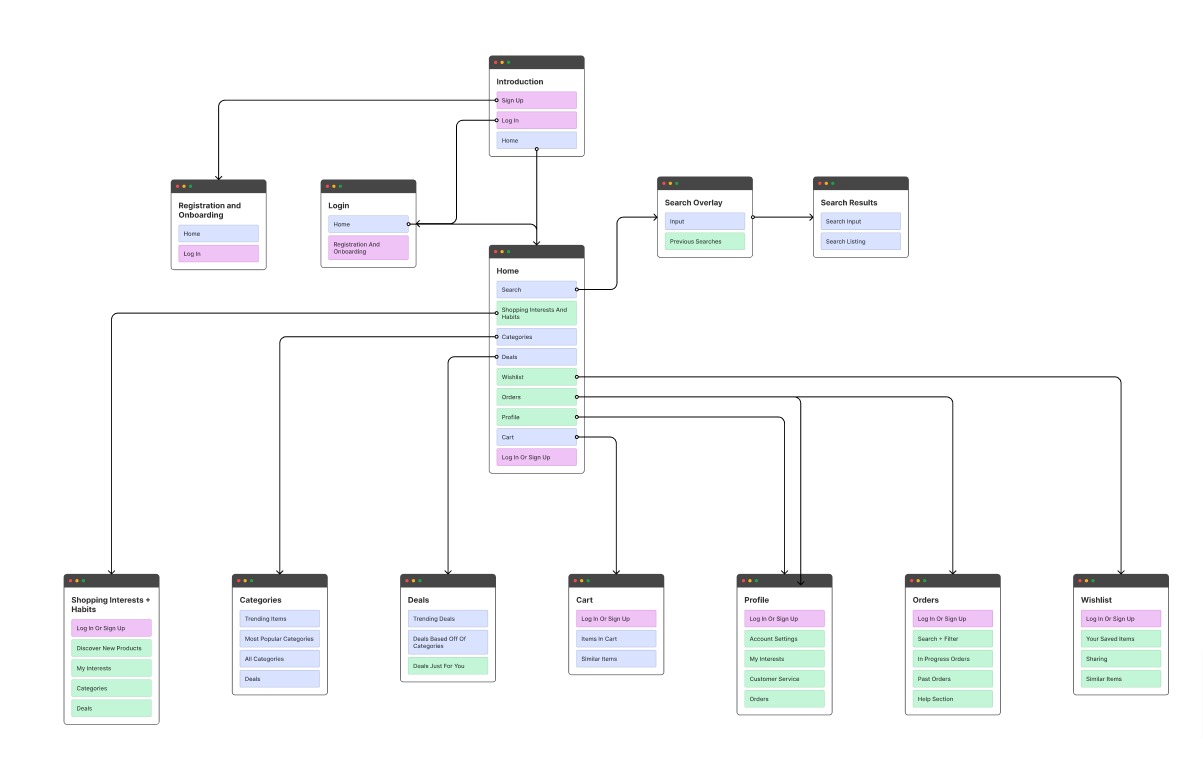 Introduction
Sign Up
Log In
Home
Registration and
Onboarding
Home
Log In
Login
Home
Registration And
Onboarding
Search Overlay
Input
Previous Searches
Search Results
Search Input
Search Listing
Home
Search
Shopping Interests And
Habits
Categories
Deals
Wishlist
Orders
Profile
Cart
Log In Or Sign Up
Shopping Interests +
Habits
Log In Or Sign Up
Discover New Products
My Interests
Categories
Deals
Categories
Trending Items
Most Popular Categories
All Categories
Deals
Deals
Trending Deals
Deals Based Off Of
Categories
Deals Just For You
Cart
Log In Or Sign Up
Items In Cart
Similar Items
Profile
Log In Or Sign Up
Account Settings
My Interests
Customer Service
Orders
Orders
Log In Or Sign Up
Search + Filter
In Progress Orders
Past Orders
Help Section
Wishlist
Log In Or Sign Up
Your Saved Items
Sharing
Similar Items